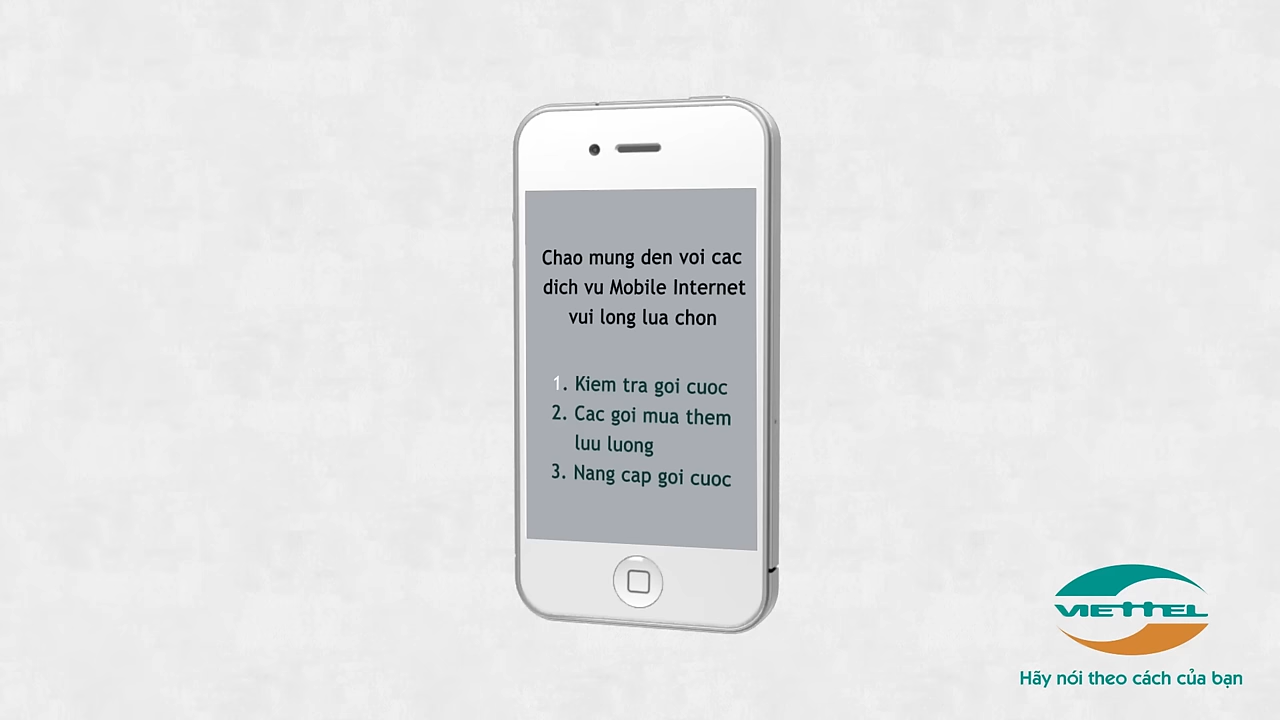 Chao mung den voi cac
dich vu Mobile Internet
vui long lua chon
1. Kiem tra goi cuoc
2. Cac goi mua them
luu luong
3. Nang cap goi cuoc
VIETTEL
Hãy nói theo cách của bạn